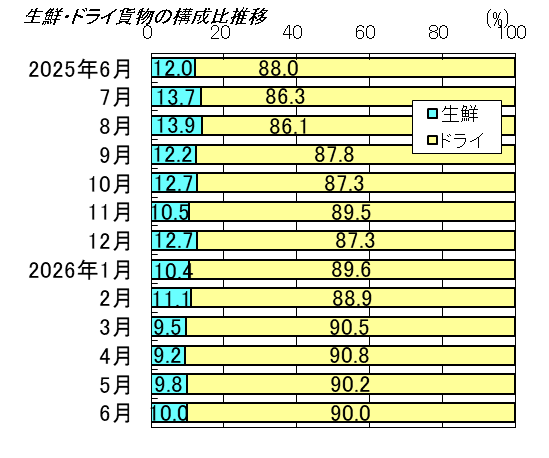 生鮮・ドライ貨物の構成比推移
(%)
0 20 40 60 80 100
2025年6月 12.0 88.0
7月 13.7 86.3
8月 13.9 86.1
9月 12.2 87.8
10月 12.7 87.3
11月 10.5 89.5
12月 12.7 87.3
2026年1月 10.4 89.6
2月 11.1 88.9
3月 9.5 90.5
4月 9.2 90.8
5月 9.8 90.2
6月 10.0 90.0
生鮮
ドライ